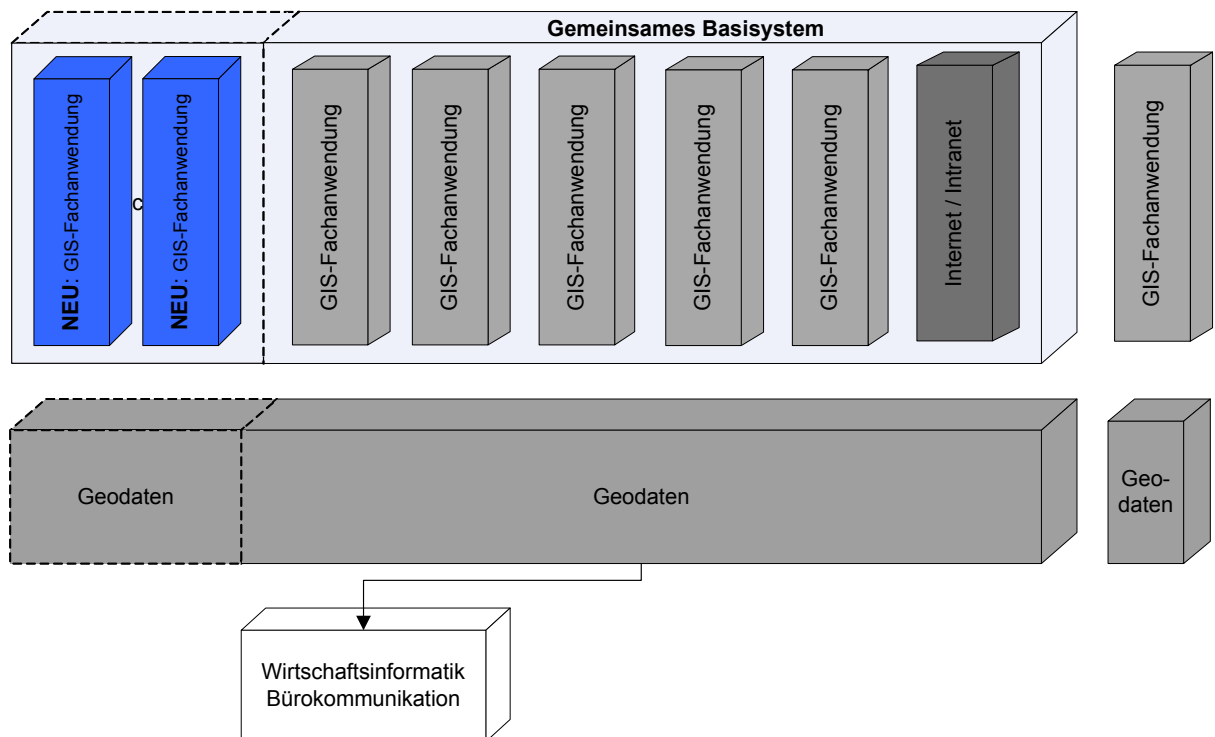 Gemeinsames Basisystem
NEU: GIS-Fachanwendung
c
NEU: GIS-Fachanwendung
GIS-Fachanwendung
GIS-Fachanwendung
GIS-Fachanwendung
GIS-Fachanwendung
GIS-Fachanwendung
Internet / Intranet
GIS-Fachanwendung
Geodaten
Geodaten
Geo-
daten
Wirtschaftsinformatik
Bürokommunikation